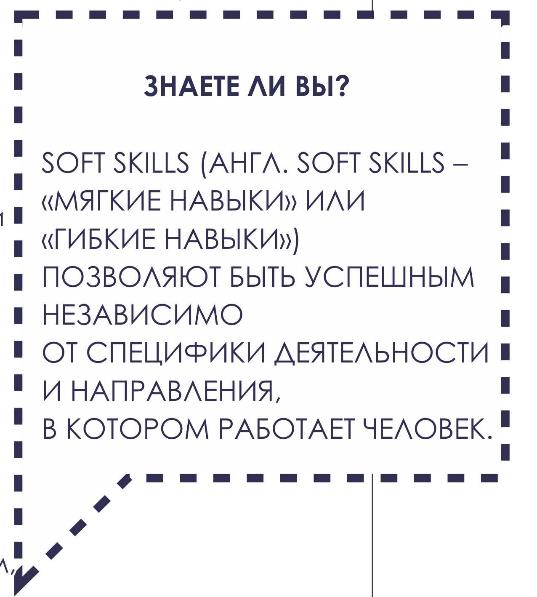 ЗНАЕТЕ ЛИ ВЫ?
SOFT SKILLS (АНГЛ. SOFT SKILLS –
«МЯГКИЕ НАВЫКИ» ИЛИ
«ГИБКИЕ НАВЫКИ»)
ПОЗВОЛЯЮТ БЫТЬ УСПЕШНЫМ
НЕЗАВИСИМО
ОТ СПЕЦИФИКИ ДЕЯТЕЛЬНОСТИ
И НАПРАВЛЕНИЯ,
В КОТОРОМ РАБОТАЕТ ЧЕЛОВЕК.